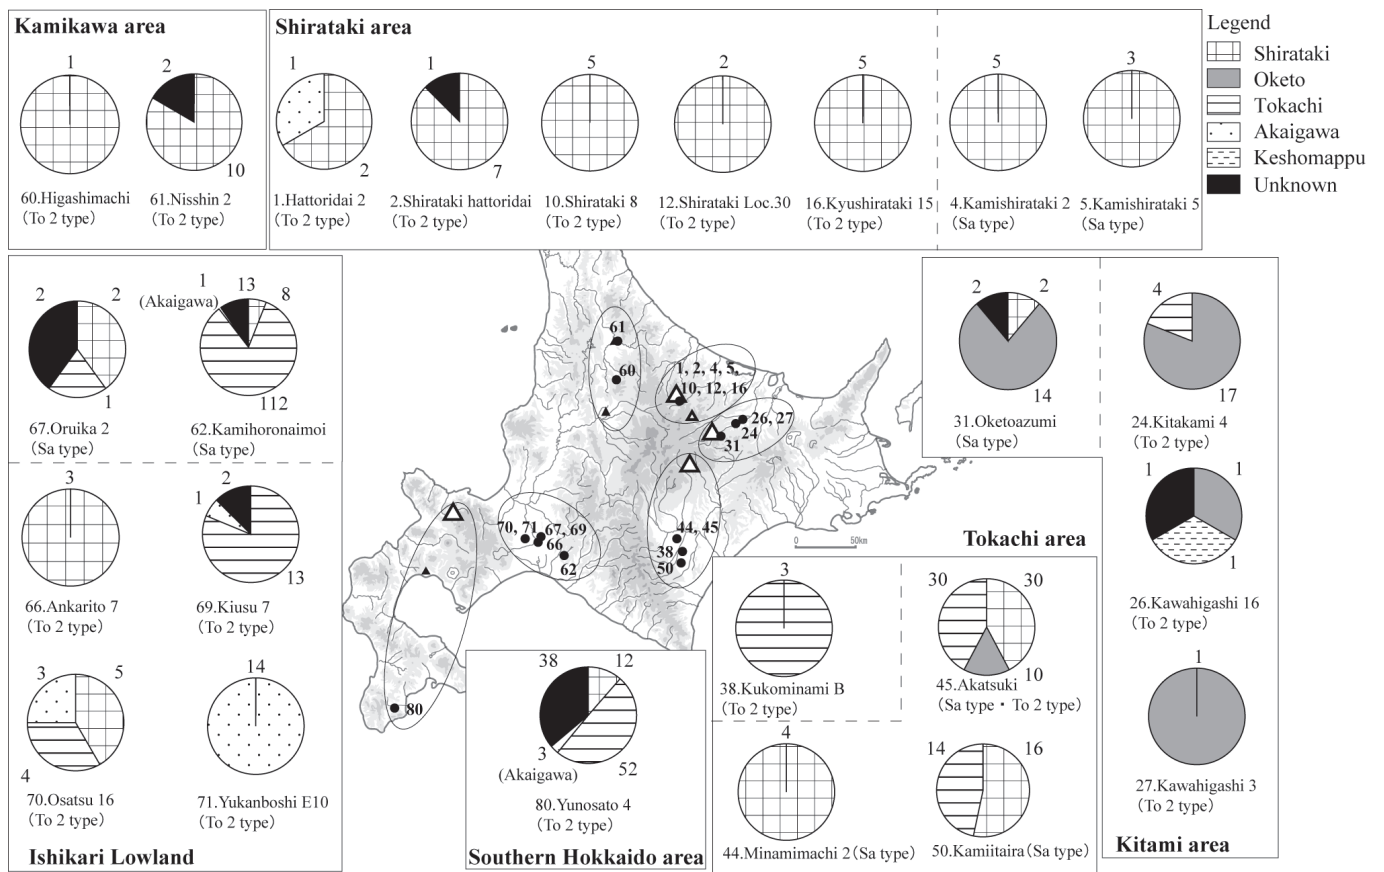 Kamikawa area
1
60.Higashimachi
(To 2 type)
2
10
61.Nisshin 2
(To 2 type)
Shirataki area
1
2
1.Hattoridai 2
(To 2 type)
1
7
2.Shirataki hattoridai
(To 2 type)
5
10.Shirataki 8
(To 2 type)
2
12.Shirataki Loc.30
(To 2 type)
5
16.Kyushirataki 15
(To 2 type)
5
4.Kamishirataki 2
(Sa type)
3
5.Kamishirataki 5
(Sa type)
Legend
Shirataki
Oketo
Tokachi
Akaigawa
Keshomappu
Unknown
2
2
1
67.Oruika 2
(Sa type)
1
(Akaigawa)
13
8
112
62.Kamihoronaimoi
(Sa type)
3
66.Ankarito 7
(To 2 type)
1
2
13
69.Kiusu 7
(To 2 type)
3
5
4
70.Osatsu 16
(To 2 type)
14
71.Yukanboshi E10
(To 2 type)
Ishikari Lowland
61
60
1, 2, 4, 5,
10, 12, 16
26, 27
24
31
70, 71
67, 69
66
62
44, 45
38
50
80
0
50km
38
12
3
(Akaigawa)
52
80.Yunosato 4
(To 2 type)
Southern Hokkaido area
Tokachi area
3
38.Kukominami B
(To 2 type)
30
30
10
45.Akatsuki
(Sa type・To 2 type)
4
44.Minamimachi 2(Sa type)
14
16
50.Kamiitaira(Sa type)
2
2
14
31.Oketoazumi
(Sa type)
4
17
24.Kitakami 4
(To 2 type)
1
1
1
26.Kawahigashi 16
(To 2 type)
1
27.Kawahigashi 3
(To 2 type)
Kitami area